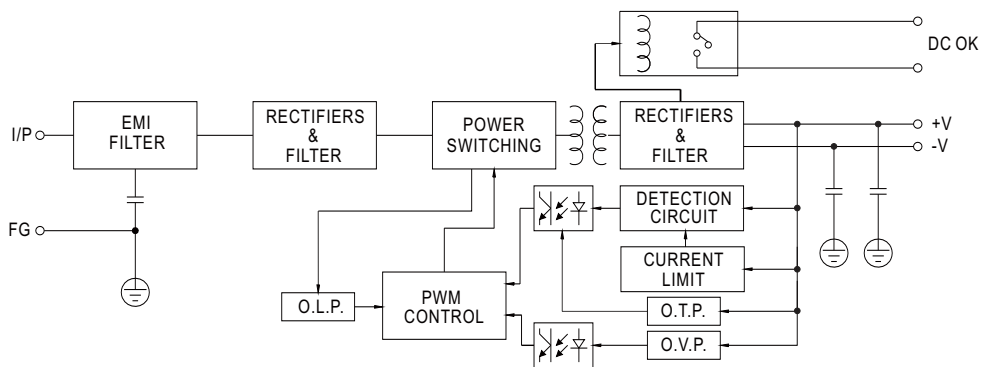 DC OK
I/P
EMI
FILTER
RECTIFIERS
&
FILTER
POWER
SWITCHING
RECTIFIERS
&
FILTER
+V
-V
FG
DETECTION
CIRCUIT
CURRENT
LIMIT
O.L.P.
PWM
CONTROL
O.T.P.
O.V.P.